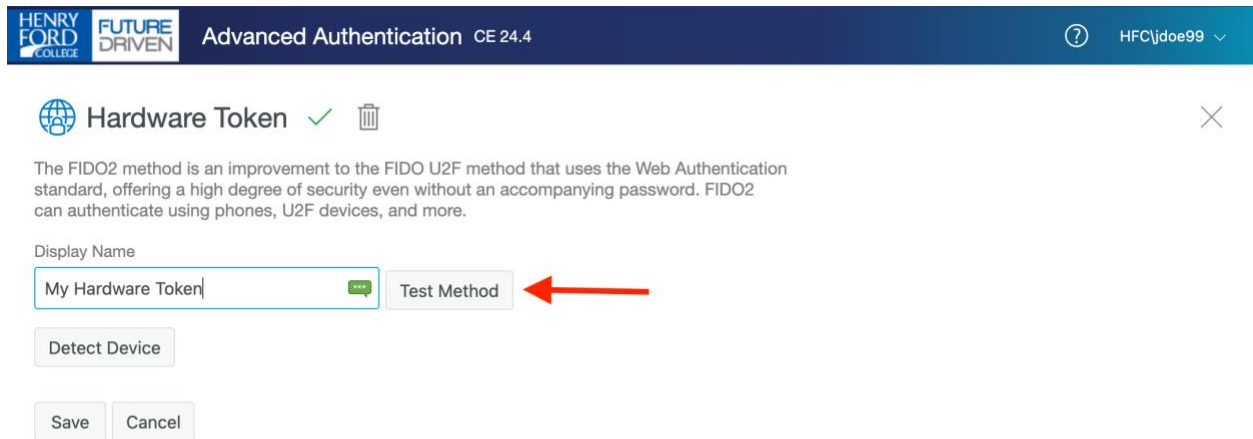 HENRY
FORD
COLLEGE
FUTURE
DRIVEN
Advanced Authentication CE 24.4
? HFC\jdoe99
Hardware Token
The FIDO2 method is an improvement to the FIDO U2F method that uses the Web Authentication
standard, offering a high degree of security even without an accompanying password. FIDO2
can authenticate using phones, U2F devices, and more.
Display Name
My Hardware Token
Test Method
Detect Device
Save Cancel